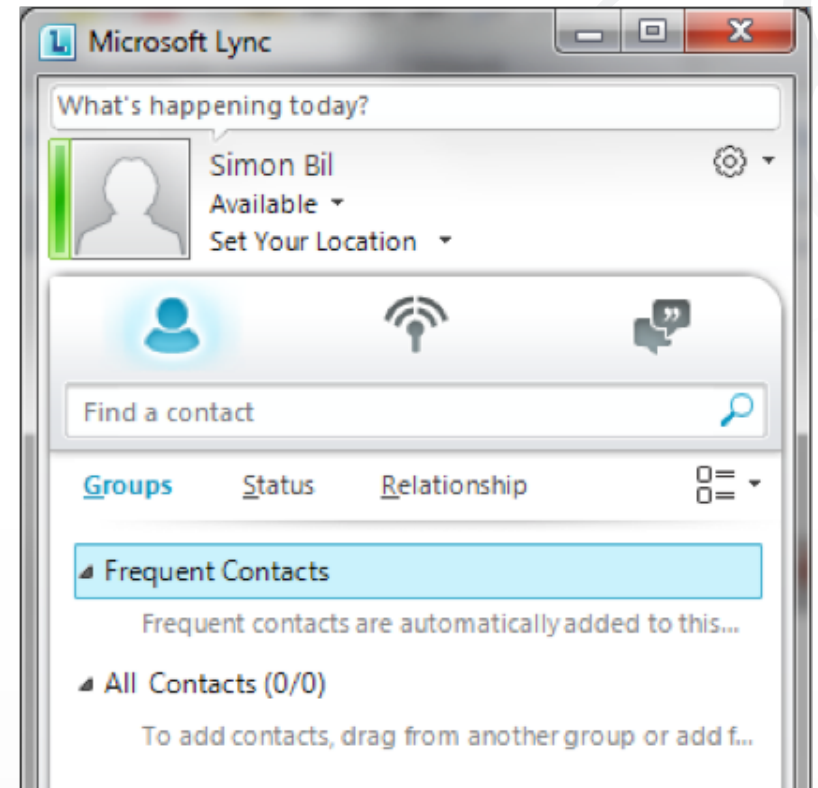 Microsoft Lync
What's happening today?
Simon Bil
Available
Set Your Location
Find a contact
Groups Status Relationship
Frequent Contacts
Frequent contacts are automatically added to this...
All Contacts (0/0)
To add contacts, drag from another group or add f...